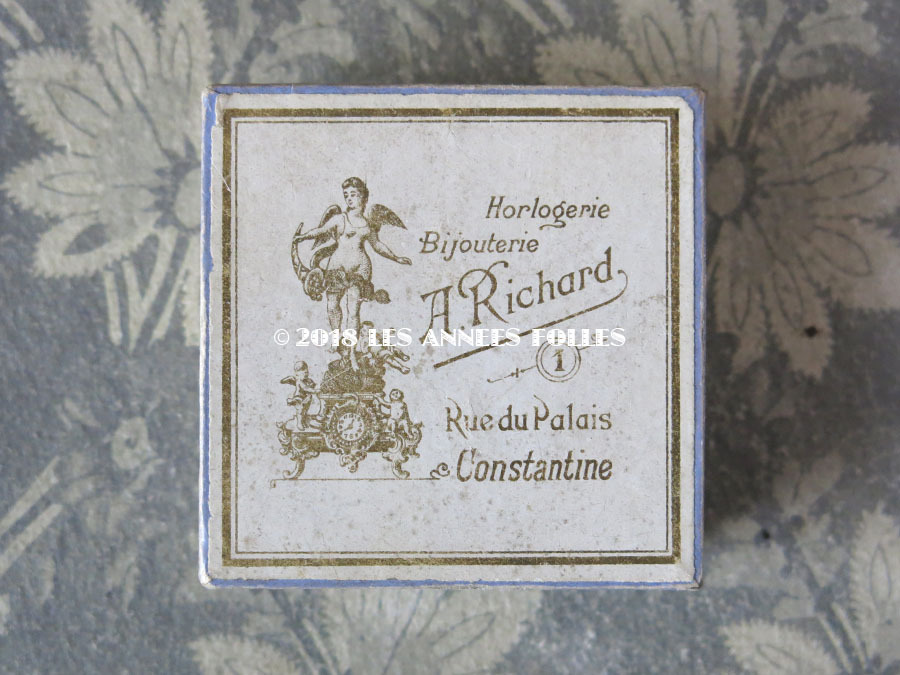 Horlogerie
Bijouterie
A. Richard
© 2018 LES ANNEES FOLLES
1
Rue du Palais
Constantine